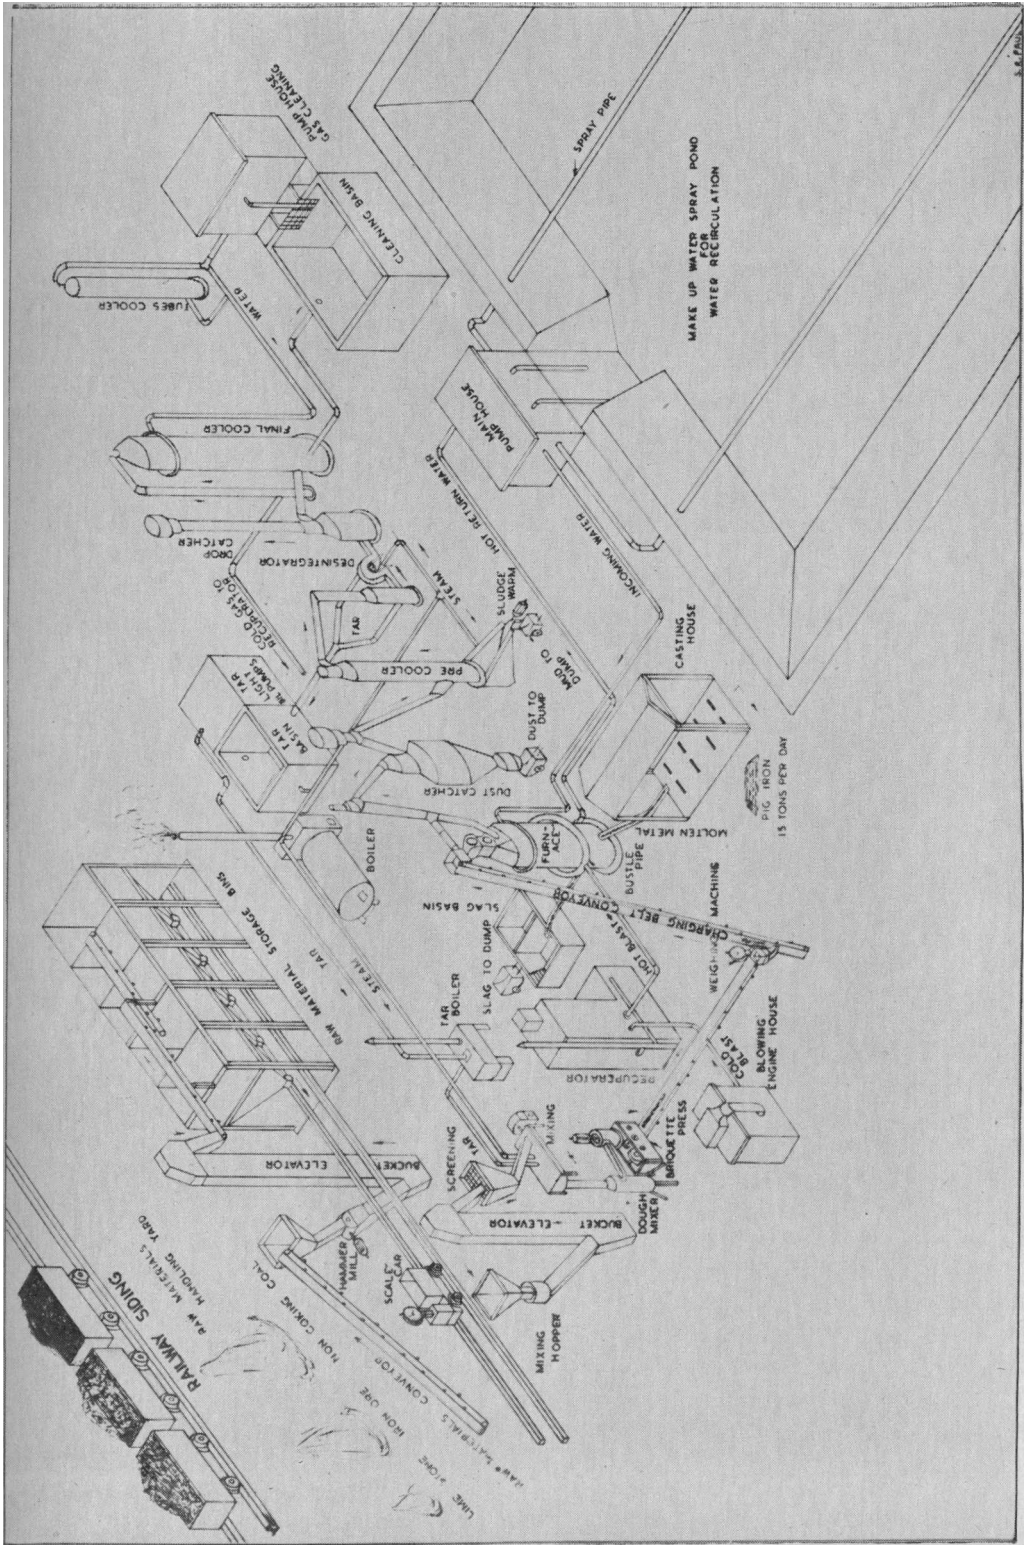 RAILWAY SIDING
RAW MATERIALS
HANDLING YARD
NON COKING COAL
IRON ORE
LIME STONE
RAW MATERIALS CONVEYOR
HAMMER
MILL
BUCKET ELEVATOR
RAW MATERIAL STORAGE BINS
SCALE
CAR
MIXING
HOPPER
BUCKET ELEVATOR
SCREENING
TAR
MIXING
DOUGH
MIXER
BRIQUETTE
PRESS
TAR
BOILER
TAR
STEAM
BOILER
RECUPERATOR
COLD
BLAST
BLOWING
ENGINE HOUSE
WEIGHING MACHING
CHARGING BELT CONVEYOR
HOT BLAST
BUSTLE
PIPE
SLAG TO DUMP
SLAG BASIN
FURN-
ACE
MOLTEN METAL
CASTING
HOUSE
PIG IRON
15 TONS PER DAY
DUST CATCHER
DUST TO
DUMP
TAR
BASIN
LIGHT
TAR
PRE COOLER
MUD TO
DUMP
SLUDGE
WARM
STEAM
TAR
COLD GAS TO
RECUPERATOR
DESINTEGRATOR
DROP
CATCHER
FINAL COOLER
WATER
TUBES COOLER
PUMP HOUSE
GAS CLEANING
CLEANING BASIN
HOT RETURN WATER
INCOMING WATER
MAIN
PUMP HOUSE
SPRAY PIPE
MAKE UP WATER SPRAY POND
FOR
WATER RECIRCULATION